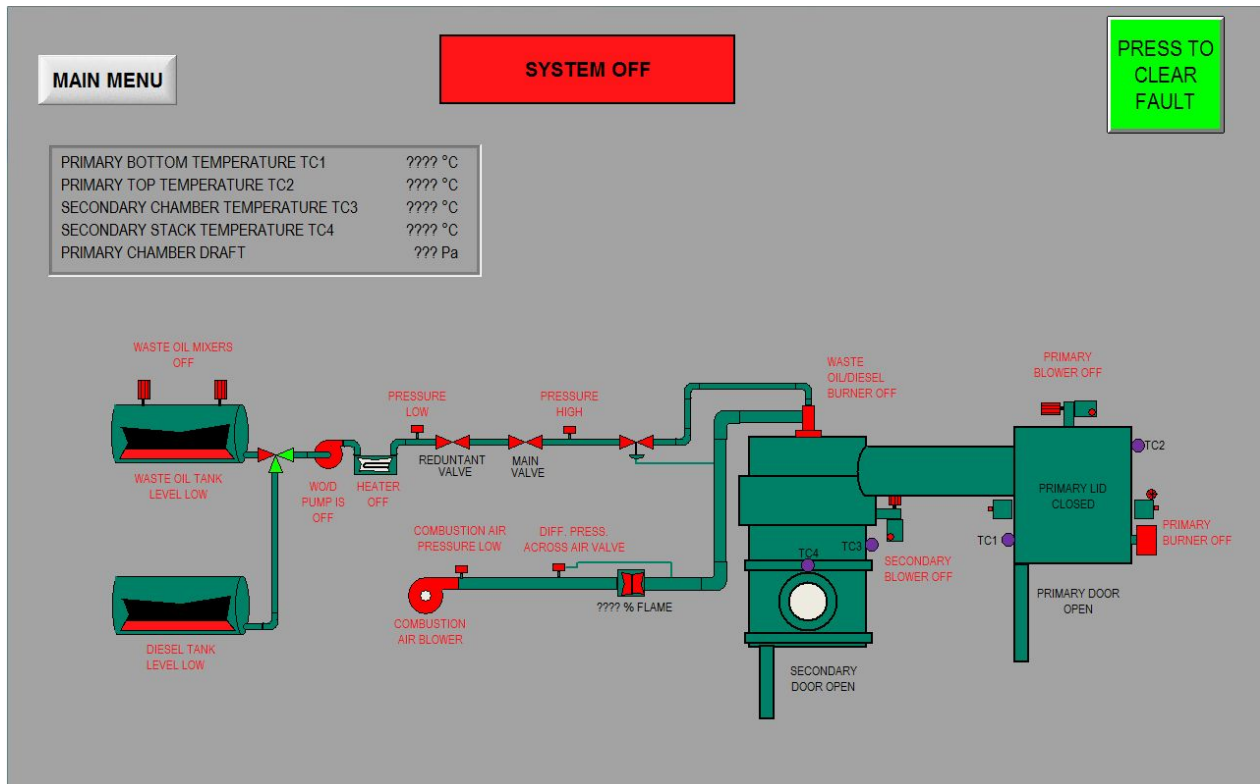 MAIN MENU
SYSTEM OFF
PRESS TO
CLEAR
FAULT
PRIMARY BOTTOM TEMPERATURE TC1 ???? °C
PRIMARY TOP TEMPERATURE TC2 ???? °C
SECONDARY CHAMBER TEMPERATURE TC3 ???? °C
SECONDARY STACK TEMPERATURE TC4 ???? °C
PRIMARY CHAMBER DRAFT ??? Pa
WASTE OIL MIXERS
OFF
PRESSURE
LOW
PRESSURE
HIGH
WASTE
OIL/DIESEL
BURNER OFF
PRIMARY
BLOWER OFF
WASTE OIL TANK
LEVEL LOW
WO/D
PUMP IS
OFF
HEATER
OFF
REDUNTANT
VALVE
MAIN
VALVE
TC2
PRIMARY LID
CLOSED
TC1
PRIMARY
BURNER OFF
COMBUSTION AIR
PRESSURE LOW
DIFF. PRESS.
ACROSS AIR VALVE
TC3
TC4
SECONDARY
BLOWER OFF
???? % FLAME
COMBUSTION
AIR BLOWER
PRIMARY DOOR
OPEN
DIESEL TANK
LEVEL LOW
SECONDARY
DOOR OPEN